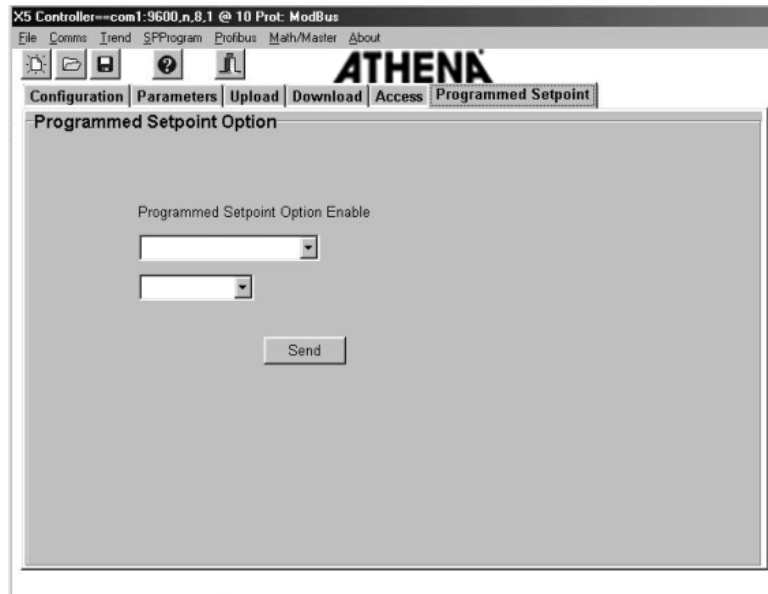 X5 Controller==com1:9600,n,8,1 @ 10 Prot: ModBus
File Comms Trend SPProgram Profibus Math/Master About
ATHENA
Configuration Parameters Upload Download Access Programmed Setpoint
Programmed Setpoint Option
Programmed Setpoint Option Enable
Send